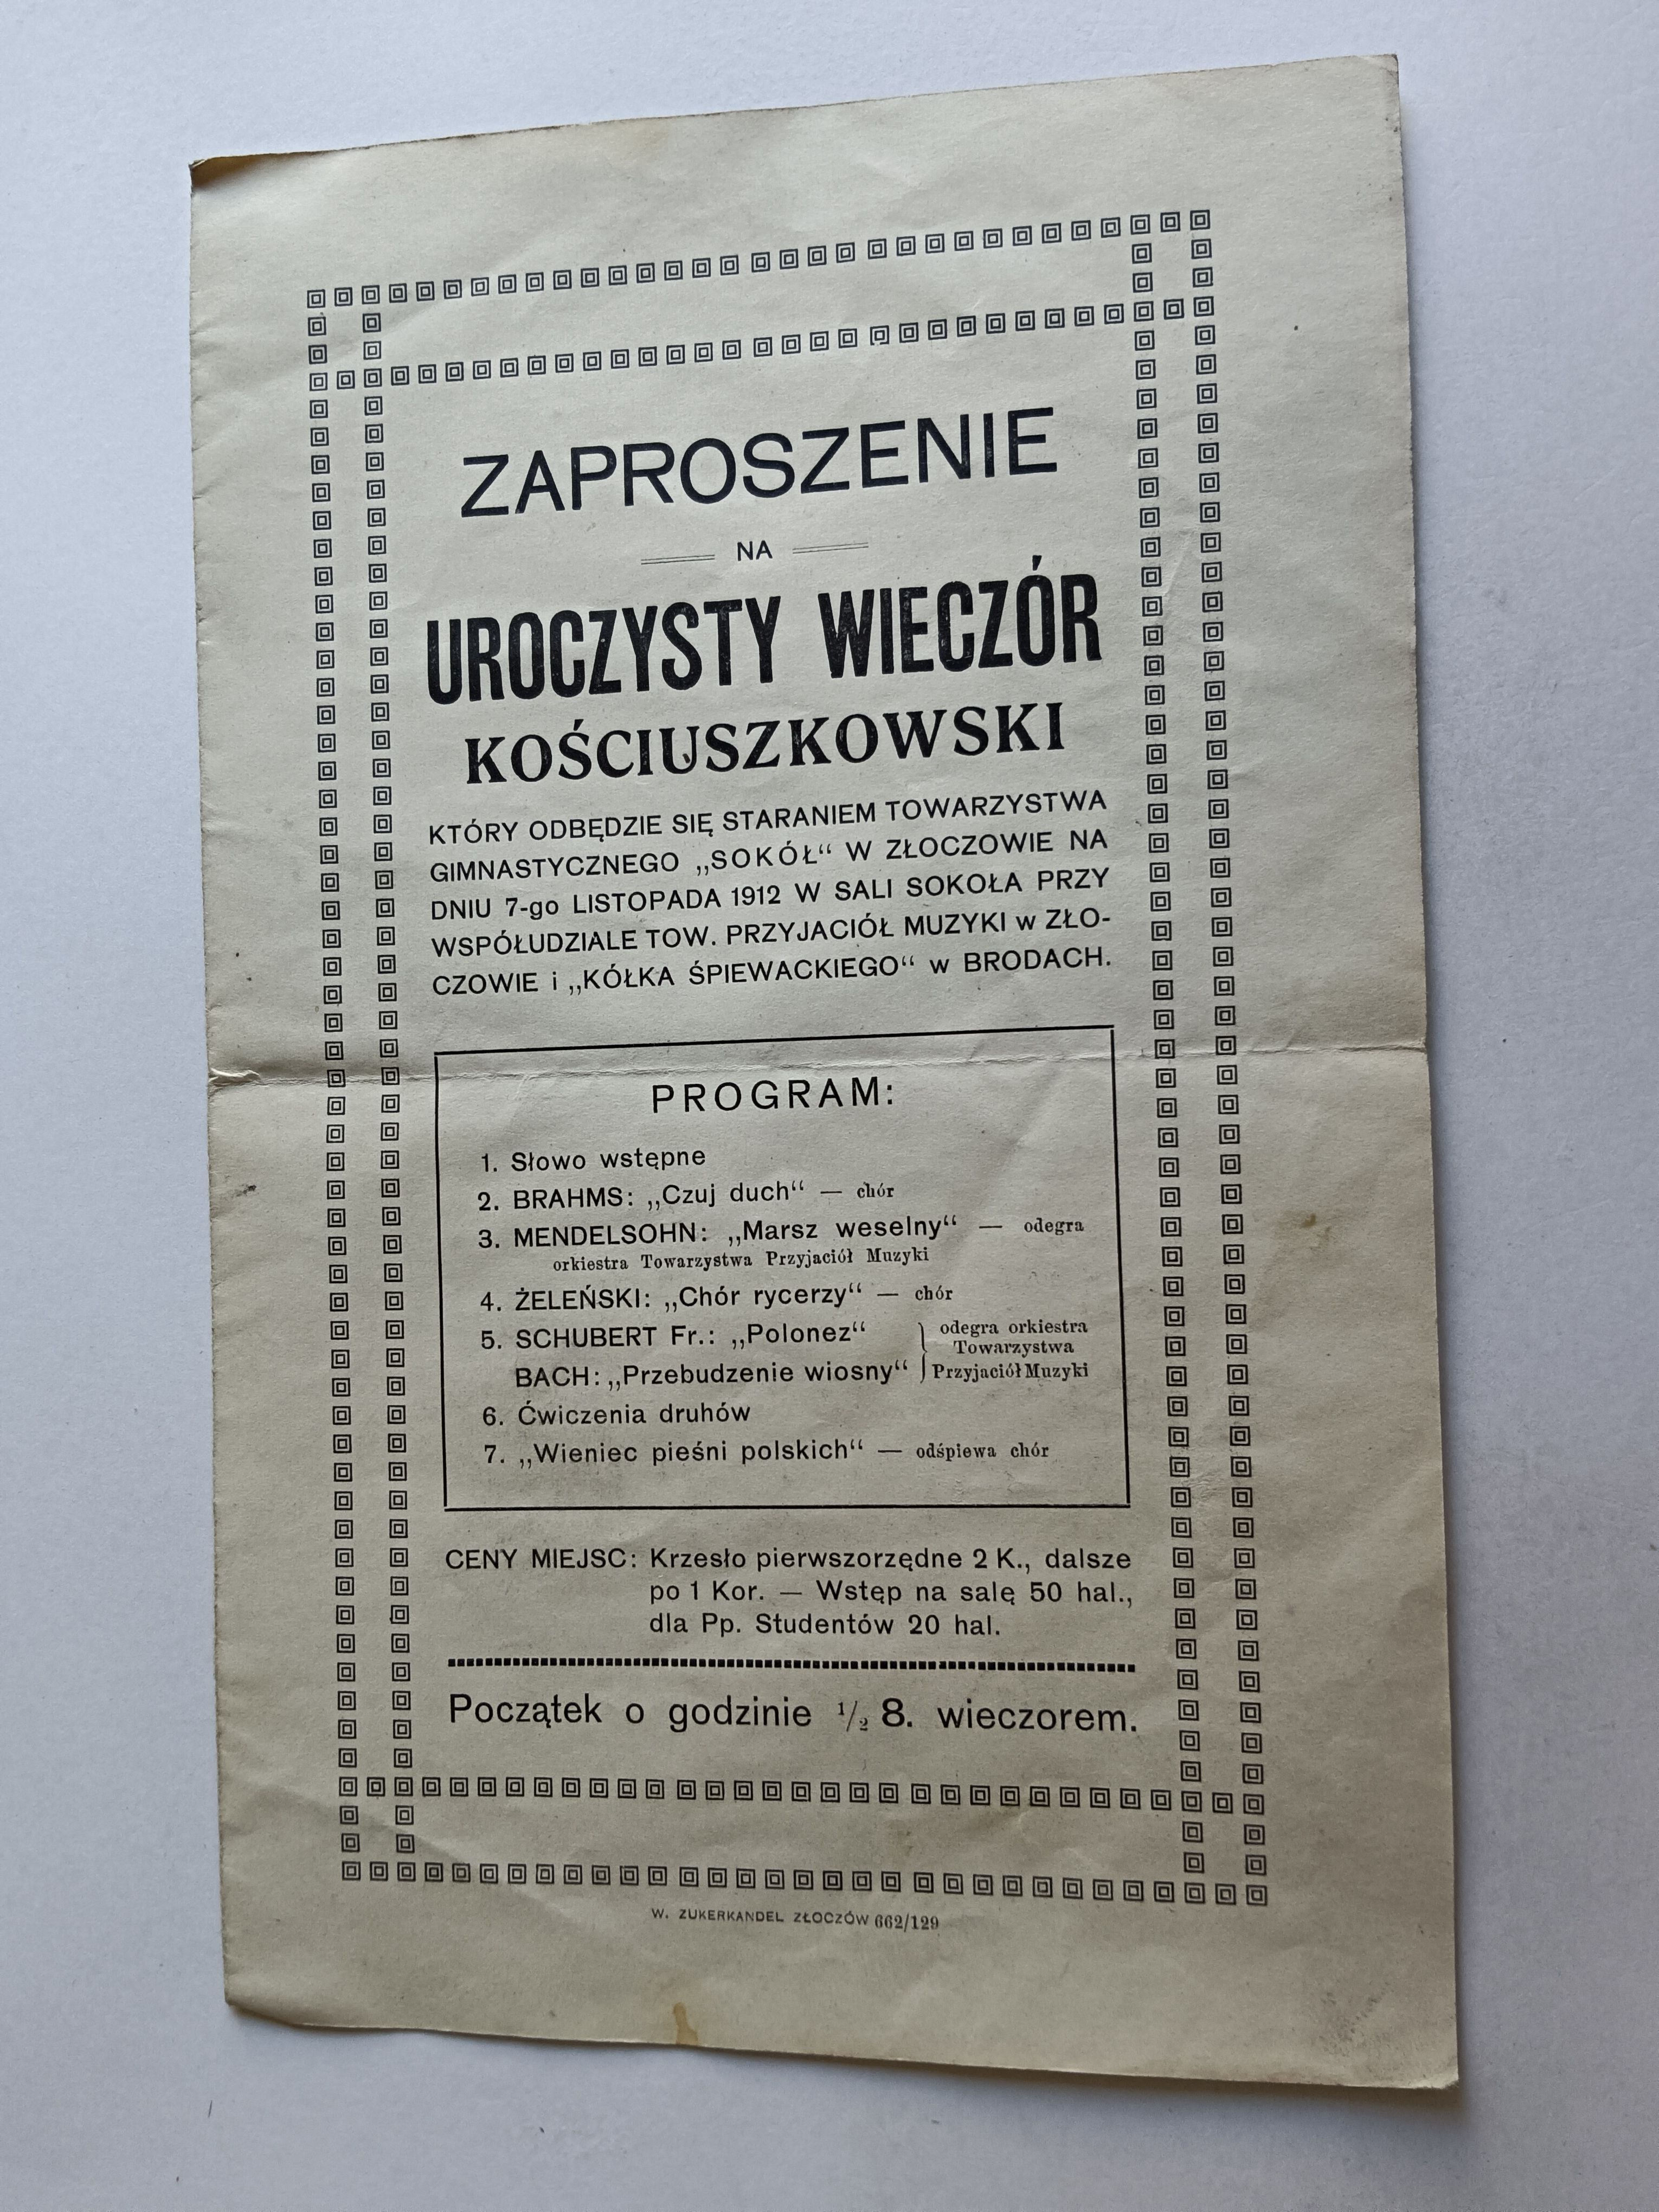 ZAPROSZENIE
NA
UROCZYSTY WIECZÓR
KOŚCIUSZKOWSKI
KTÓRY ODBĘDZIE SIĘ STARANIEM TOWARZYSTWA
GIMNASTYCZNEGO „SOKÓŁ“ W ZŁOCZOWIE NA
DNIU 7-go LISTOPADA 1912 W SALI SOKOŁA PRZY
WSPÓŁUDZIALE TOW. PRZYJACIÓŁ MUZYKI w ZŁO-
CZOWIE i „KÓŁKA ŚPIEWACKIEGO“ w BRODACH.
PROGRAM:
1. Słowo wstępne
2. BRAHMS: „Czuj duch“ — chór
3. MENDELSOHN: „Marsz weselny“ — odegra
orkiestra Towarzystwa Przyjaciół Muzyki
4. ŻELEŃSKI: „Chór rycerzy“ — chór
5. SCHUBERT Fr.: „Polonez“
BACH: „Przebudzenie wiosny“
odegra orkiestra
Towarzystwa
Przyjaciół Muzyki
6. Ćwiczenia druhów
7. „Wieniec pieśni polskich“ — odśpiewa chór
CENY MIEJSC: Krzesło pierwszorzędne 2 K., dalsze
po 1 Kor. — Wstęp na salę 50 hal.,
dla Pp. Studentów 20 hal.
Początek o godzinie 1/2 8. wieczorem.
W. ZUKERKANDEL ZŁOCZÓW 662/129